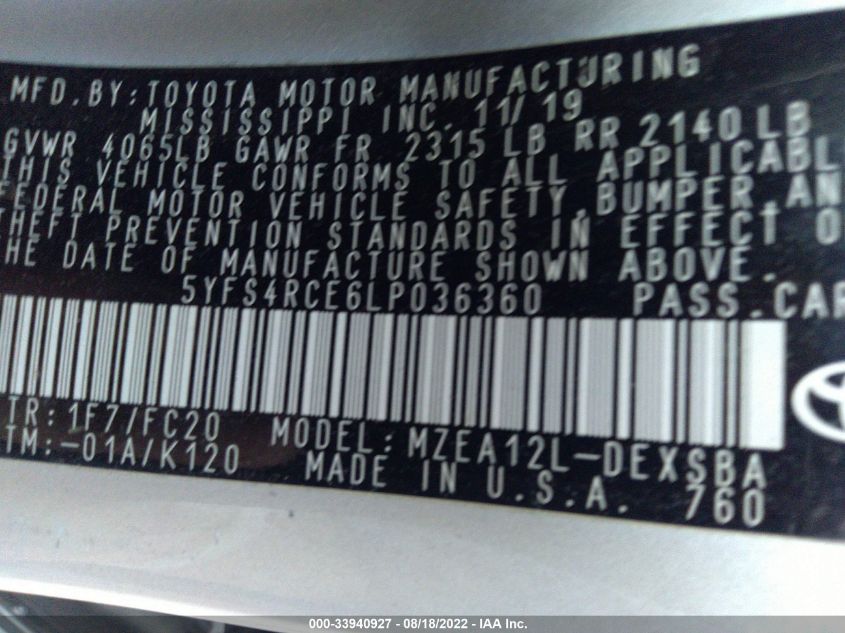 MFD. BY: TOYOTA MOTOR MANUFACTURING
MISSISSIPPI INC. 11/19
GVWR 4065LB GAWR FR 2315 LB RR 2140 LB
THIS VEHICLE CONFORMS TO ALL APPLICABL
FEDERAL MOTOR VEHICLE SAFETY, BUMPER, AN
THEFT PREVENTION STANDARDS IN EFFECT O
HE DATE OF MANUFACTURE SHOWN ABOVE.
5YFS4RCE6LP036360 PASS.CAR
TR: 1F7/FC20 MODEL: MZEA12L-DEXSBA
TM: -01A/K120 MADE IN U.S.A. 760
000-33940927 - 08/18/2022 - IAA Inc.